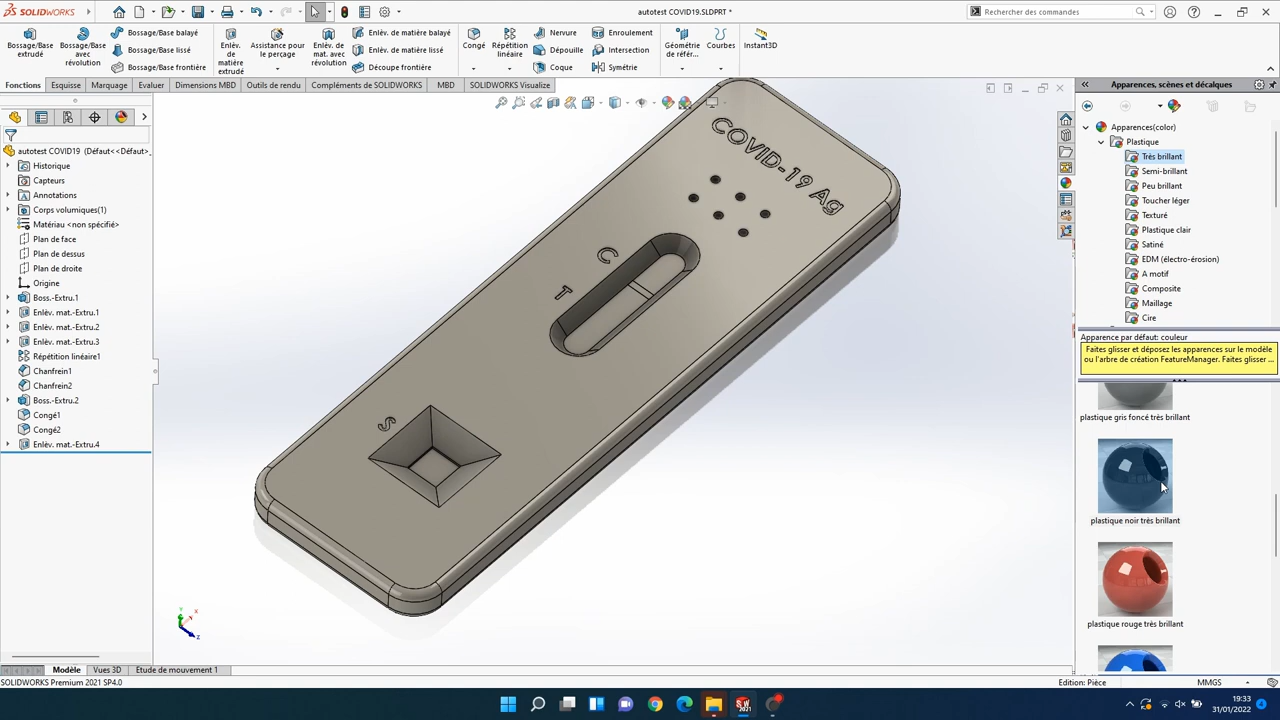 SOLIDWORKS
autotest COVID19.SLDPRT *
Rechercher des commandes
Bossage/Base extrudé
Bossage/Base avec révolution
Bossage/Base balayé
Bossage/Base lissé
Bossage/Base frontière
Enlèv. de matière extrudé
Assistance pour le perçage
Enlèv. de mat. avec révolution
Enlèv. de matière balayé
Enlèv. de matière lissé
Découpe frontière
Congé
Répétition linéaire
Nervure
Dépouille
Coque
Enroulement
Intersection
Symétrie
Géométrie de référ...
Courbes
Instant3D
Fonctions
Esquisse
Marquage
Evaluer
Dimensions MBD
Outils de rendu
Compléments de SOLIDWORKS
MBD
SOLIDWORKS Visualize
autotest COVID19 (Défaut<<Défaut>_
Historique
Capteurs
Annotations
Corps volumiques(1)
Matériau <non spécifié>
Plan de face
Plan de dessus
Plan de droite
Origine
Boss.-Extru.1
Enlèv. mat.-Extru.1
Enlèv. mat.-Extru.2
Enlèv. mat.-Extru.3
Répétition linéaire1
Chanfrein1
Chanfrein2
Boss.-Extru.2
Congé1
Congé2
Enlèv. mat.-Extru.4
COVID-19 Ag
C
T
S
Y
X
Z
Apparences, scènes et décalques
Apparences(color)
Plastique
Très brillant
Semi-brillant
Peu brillant
Toucher léger
Texturé
Plastique clair
Satiné
EDM (électro-érosion)
A motif
Composite
Maillage
Cire
Apparence par défaut: couleur
Faites glisser et déposez les apparences sur le modèle
ou l'arbre de création FeatureManager. Faites glisser ...
plastique gris foncé très brillant
plastique noir très brillant
plastique rouge très brillant
Modèle
Vues 3D
Etude de mouvement 1
SOLIDWORKS Premium 2021 SP4.0
Edition: Pièce
MMGS
SW
2021
19:33
31/01/2022